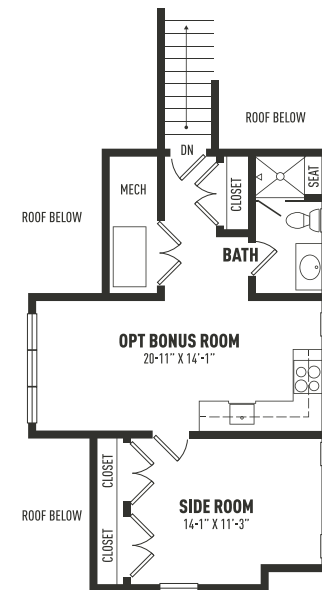 ROOF BELOW
DN
MECH
CLOSET
SEAT
ROOF BELOW
BATH
OPT BONUS ROOM
20-11" X 14'-1"
CLOSET
SIDE ROOM
14-1" X 11'-3"
ROOF BELOW
CLOSET